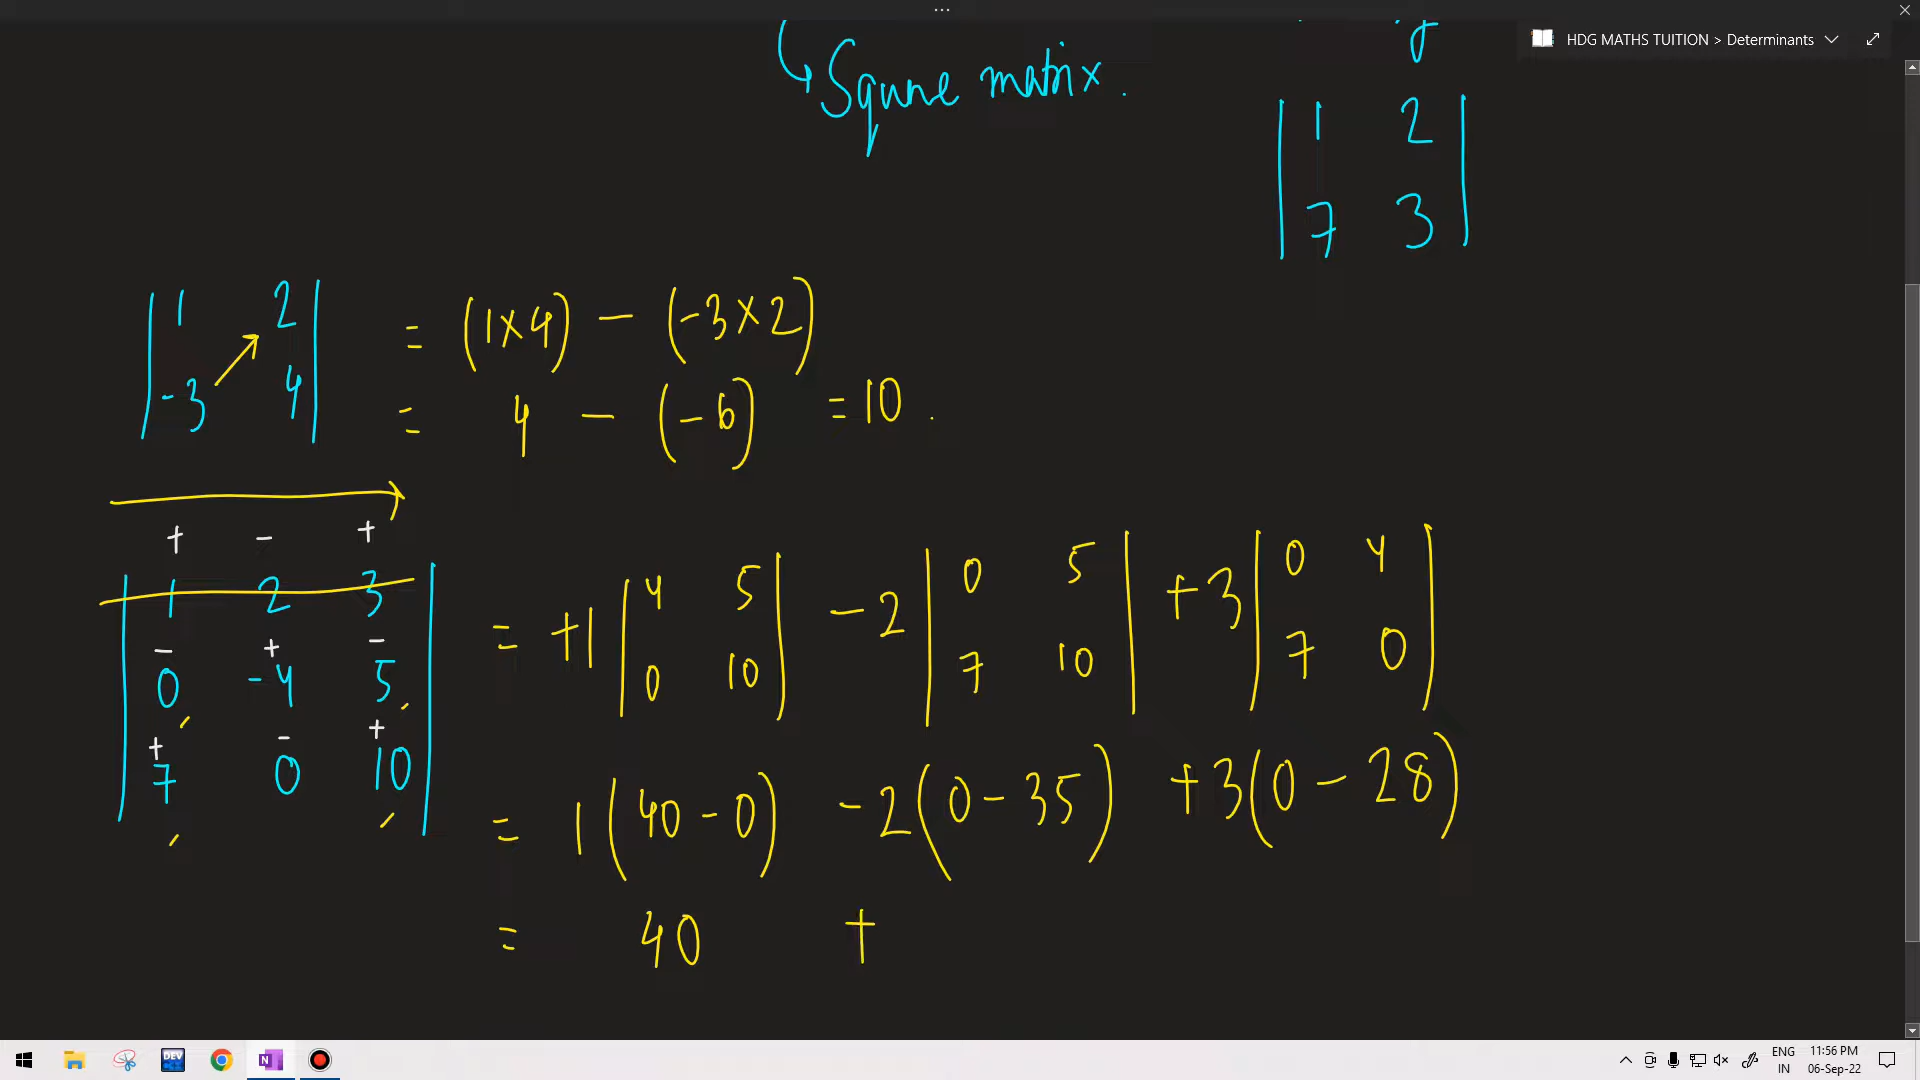 HDG MATHS TUITION > Determinants
Square matrix.
1 2
7 3
1 2
-3 4
= (1×4) - (-3×2)
= 4 - (-6) = 10.
+ - +
1 2 3
- + -
0 -4 5
+ - +
7 0 10
= +1 | 4 5 | -2 | 0 5 | +3 | 0 4 |
| 0 10 | | 7 10 | | 7 0 |
= 1(40-0) -2(0-35) +3(0-28)
= 40 +
DEV
ENG
IN
11:56 PM
06-Sep-22